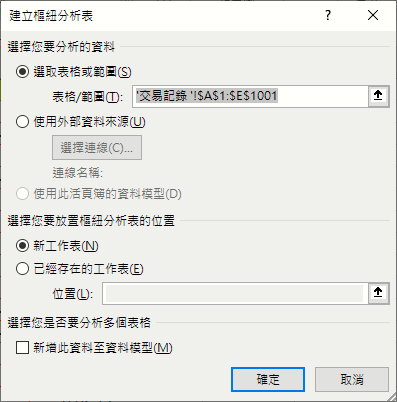 建立樞紐分析表
? ×
選擇您要分析的資料
選取表格或範圍(S)
表格/範圍(T): '交易記錄 '!$A$1:$E$1001
使用外部資料來源(U)
選擇連線(C)...
連線名稱:
使用此活頁簿的資料模型(D)
選擇您要放置樞紐分析表的位置
新工作表(N)
已經存在的工作表(E)
位置(L):
選擇您是否要分析多個表格
新增此資料至資料模型(M)
確定 取消